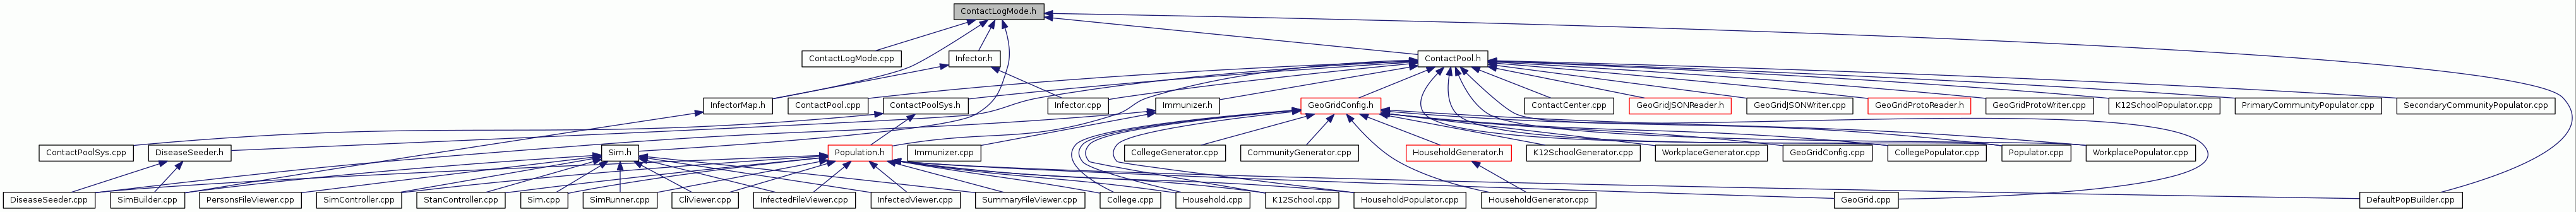 ContactLogMode.h
ContactLogMode.cpp
Infector.h
ContactPool.h
InfectorMap.h
ContactPool.cpp
ContactPoolSys.h
Infector.cpp
Immunizer.h
GeoGridConfig.h
ContactCenter.cpp
GeoGridJSONReader.h
GeoGridJSONWriter.cpp
GeoGridProtoReader.h
GeoGridProtoWriter.cpp
K12SchoolPopulator.cpp
PrimaryCommunityPopulator.cpp
SecondaryCommunityPopulator.cpp
ContactPoolSys.cpp
DiseaseSeeder.h
Sim.h
Population.h
Immunizer.cpp
CollegeGenerator.cpp
CommunityGenerator.cpp
HouseholdGenerator.h
K12SchoolGenerator.cpp
WorkplaceGenerator.cpp
GeoGridConfig.cpp
CollegePopulator.cpp
Populator.cpp
WorkplacePopulator.cpp
DiseaseSeeder.cpp
SimBuilder.cpp
PersonsFileViewer.cpp
SimController.cpp
StanController.cpp
Sim.cpp
SimRunner.cpp
CliViewer.cpp
InfectedFileViewer.cpp
InfectedViewer.cpp
SummaryFileViewer.cpp
College.cpp
Household.cpp
K12School.cpp
HouseholdPopulator.cpp
HouseholdGenerator.cpp
GeoGrid.cpp
DefaultPopBuilder.cpp